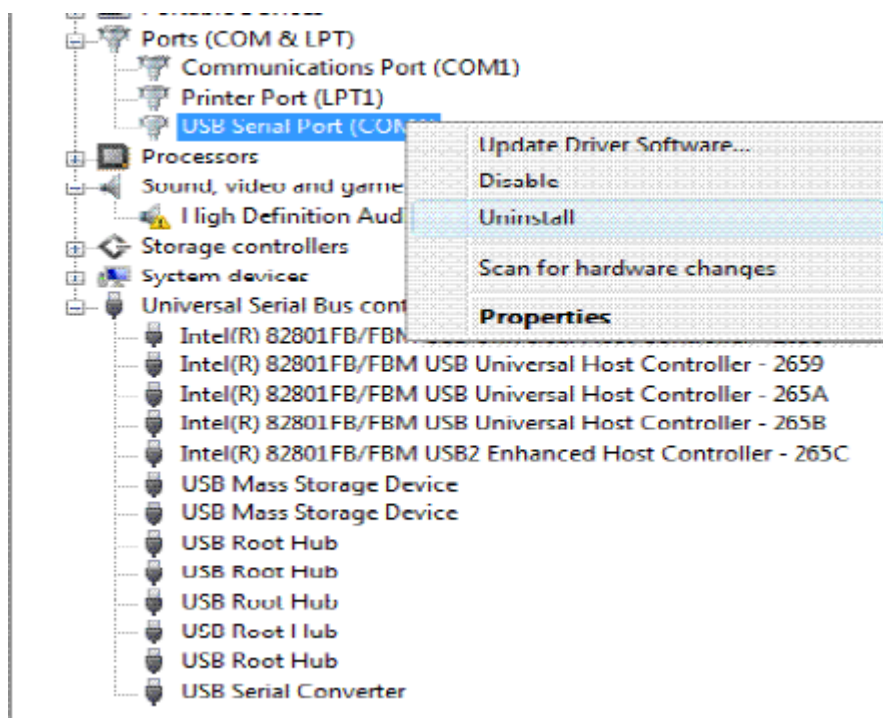 Ports (COM & LPT)
Communications Port (COM1)
Printer Port (LPT1)
USB Serial Port
Processors
Sound, video and game
High Definition Aud
Storage controllers
System devices
Universal Serial Bus cont
Intel(R) 82801FB/FBM
Intel(R) 82801FB/FBM USB Universal Host Controller - 2659
Intel(R) 82801FB/FBM USB Universal Host Controller - 265A
Intel(R) 82801FB/FBM USB Universal Host Controller - 265B
Intel(R) 82801FB/FBM USB2 Enhanced Host Controller - 265C
USB Mass Storage Device
USB Mass Storage Device
USB Root Hub
USB Root Hub
USB Root Hub
USB Root Hub
USB Root Hub
USB Serial Converter
Update Driver Software...
Disable
Uninstall
Scan for hardware changes
Properties